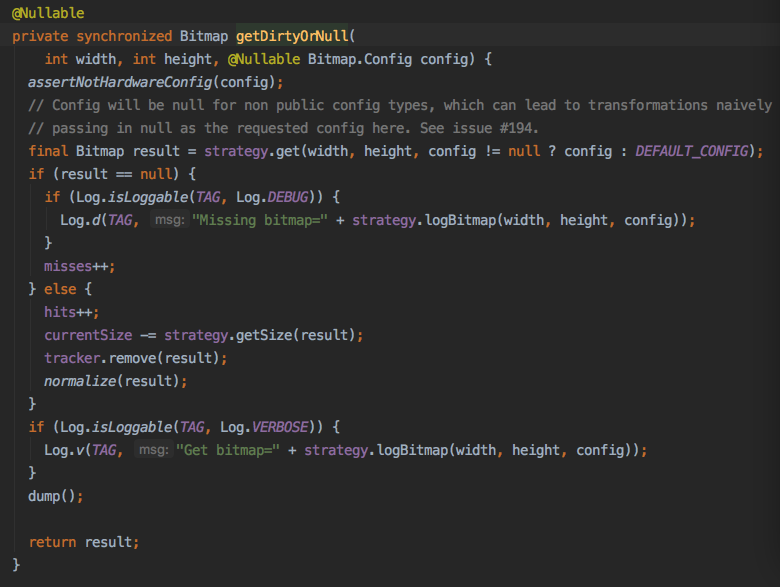 @Nullable
private synchronized Bitmap getDirtyOrNull(
    int width, int height, @Nullable Bitmap.Config config) {
  assertNotHardwareConfig(config);
  // Config will be null for non public config types, which can lead to transformations naively
  // passing in null as the requested config here. See issue #194.
  final Bitmap result = strategy.get(width, height, config != null ? config : DEFAULT_CONFIG);
  if (result == null) {
    if (Log.isLoggable(TAG, Log.DEBUG)) {
      Log.d(TAG, msg: "Missing bitmap=" + strategy.logBitmap(width, height, config));
    }
    misses++;
  } else {
    hits++;
    currentSize -= strategy.getSize(result);
    tracker.remove(result);
    normalize(result);
  }
  if (Log.isLoggable(TAG, Log.VERBOSE)) {
    Log.v(TAG, msg: "Get bitmap=" + strategy.logBitmap(width, height, config));
  }
  dump();

  return result;
}